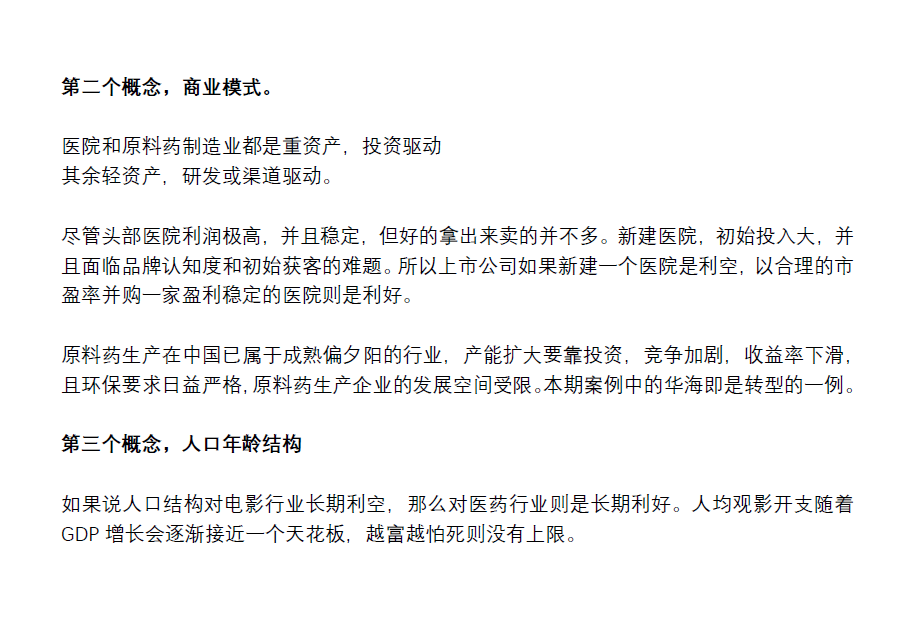 第二个概念，商业模式。
医院和原料药制造业都是重资产，投资驱动
其余轻资产，研发或渠道驱动。
尽管头部医院利润极高，并且稳定，但好的拿出来卖的并不多。新建医院，初始投入大，并
且面临品牌认知度和初始获客的难题。所以上市公司如果新建一个医院是利空，以合理的市
盈率并购一家盈利稳定的医院则是利好。
原料药生产在中国已属于成熟偏夕阳的行业，产能扩大要靠投资，竞争加剧，收益率下滑，
且环保要求日益严格，原料药生产企业的发展空间受限。本期案例中的华海即是转型的一例。
第三个概念，人口年龄结构
如果说人口结构对电影行业长期利空，那么对医药行业则是长期利好。人均观影开支随着
GDP 增长会逐渐接近一个天花板，越富越怕死则没有上限。